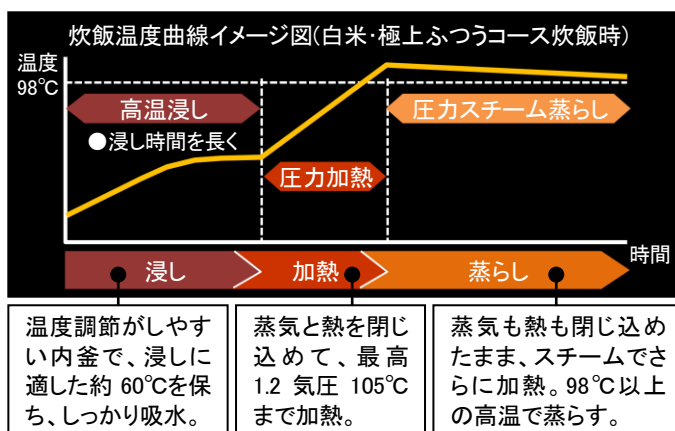 炊飯温度曲線イメージ図(白米・極上ふつうコース炊飯時)
温度
98℃
高温浸し
●浸し時間を長く
圧力加熱
圧力スチーム蒸らし
時間
浸し
加熱
蒸らし
温度調節がしやす
い内釜で、浸しに
適した約 60℃を保
ち、しっかり吸水。
蒸気と熱を閉じ
込めて、最高
1.2 気圧 105℃
まで加熱。
蒸気も熱も閉じ込め
たまま、スチームでさ
らに加熱。98℃以上
の高温で蒸らす。